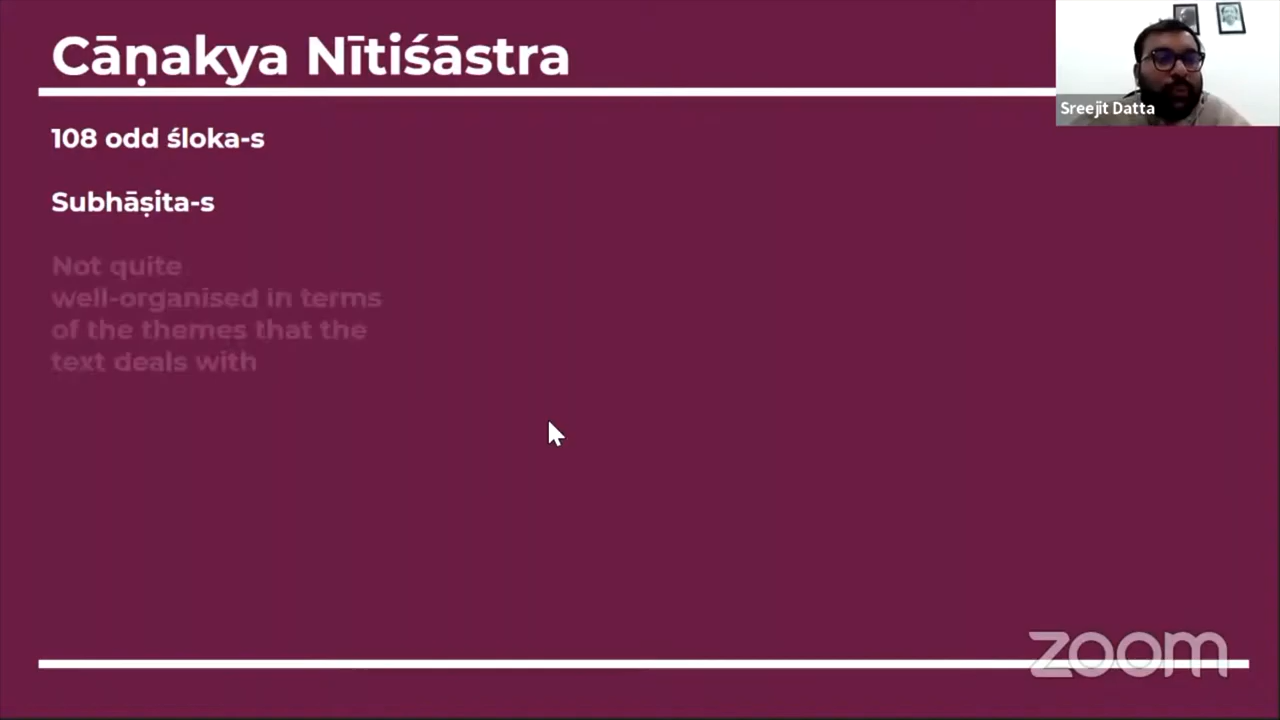 Cāṇakya Nītiśāstra
Sreejit Datta
108 odd śloka-s
Subhāṣita-s
Not quite
well-organised in terms
of the themes that the
text deals with
zoom